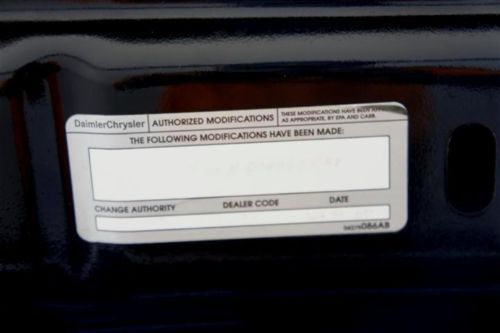 DaimlerChrysler AUTHORIZED MODIFICATIONS THESE MODIFICATIONS HAVE BEEN
AS APPROPRIATE, BY EPA AND CARB.
THE FOLLOWING MODIFICATIONS HAVE BEEN MADE:
CHANGE AUTHORITY DEALER CODE DATE